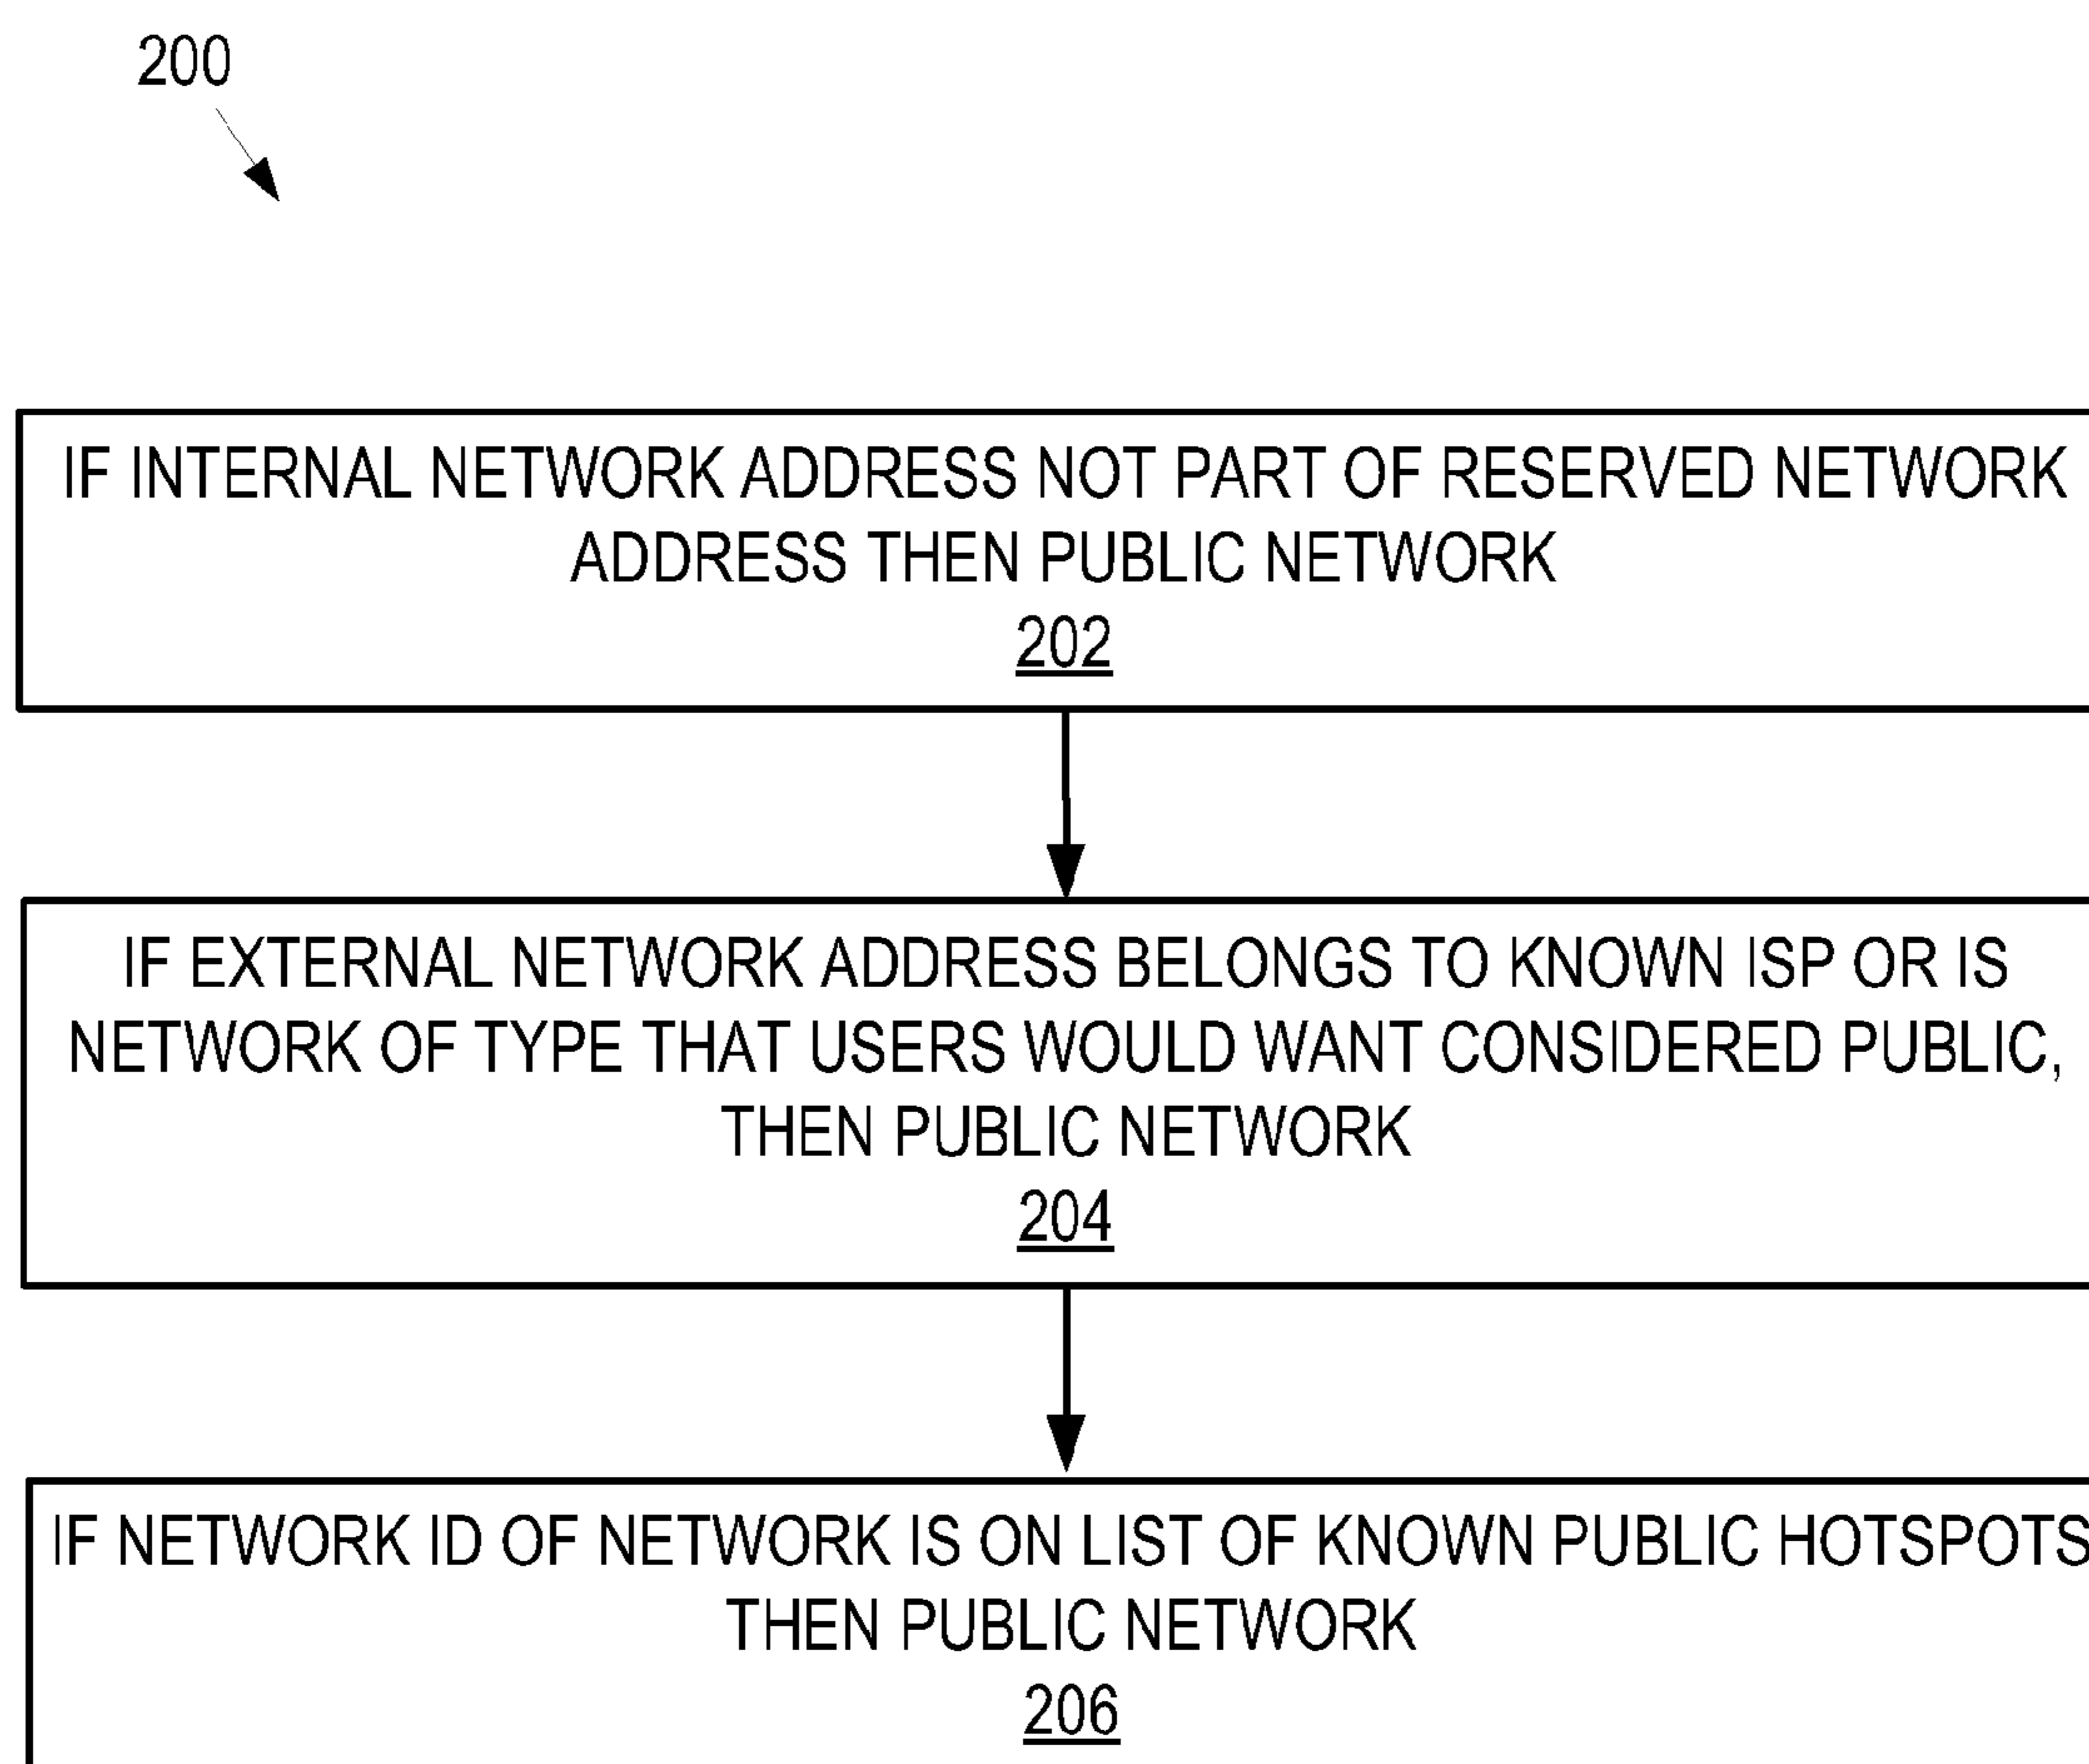 200
IF INTERNAL NETWORK ADDRESS NOT PART OF RESERVED NETWORK
ADDRESS THEN PUBLIC NETWORK
202
IF EXTERNAL NETWORK ADDRESS BELONGS TO KNOWN ISP OR IS
NETWORK OF TYPE THAT USERS WOULD WANT CONSIDERED PUBLIC,
THEN PUBLIC NETWORK
204
IF NETWORK ID OF NETWORK IS ON LIST OF KNOWN PUBLIC HOTSPOTS
THEN PUBLIC NETWORK
206